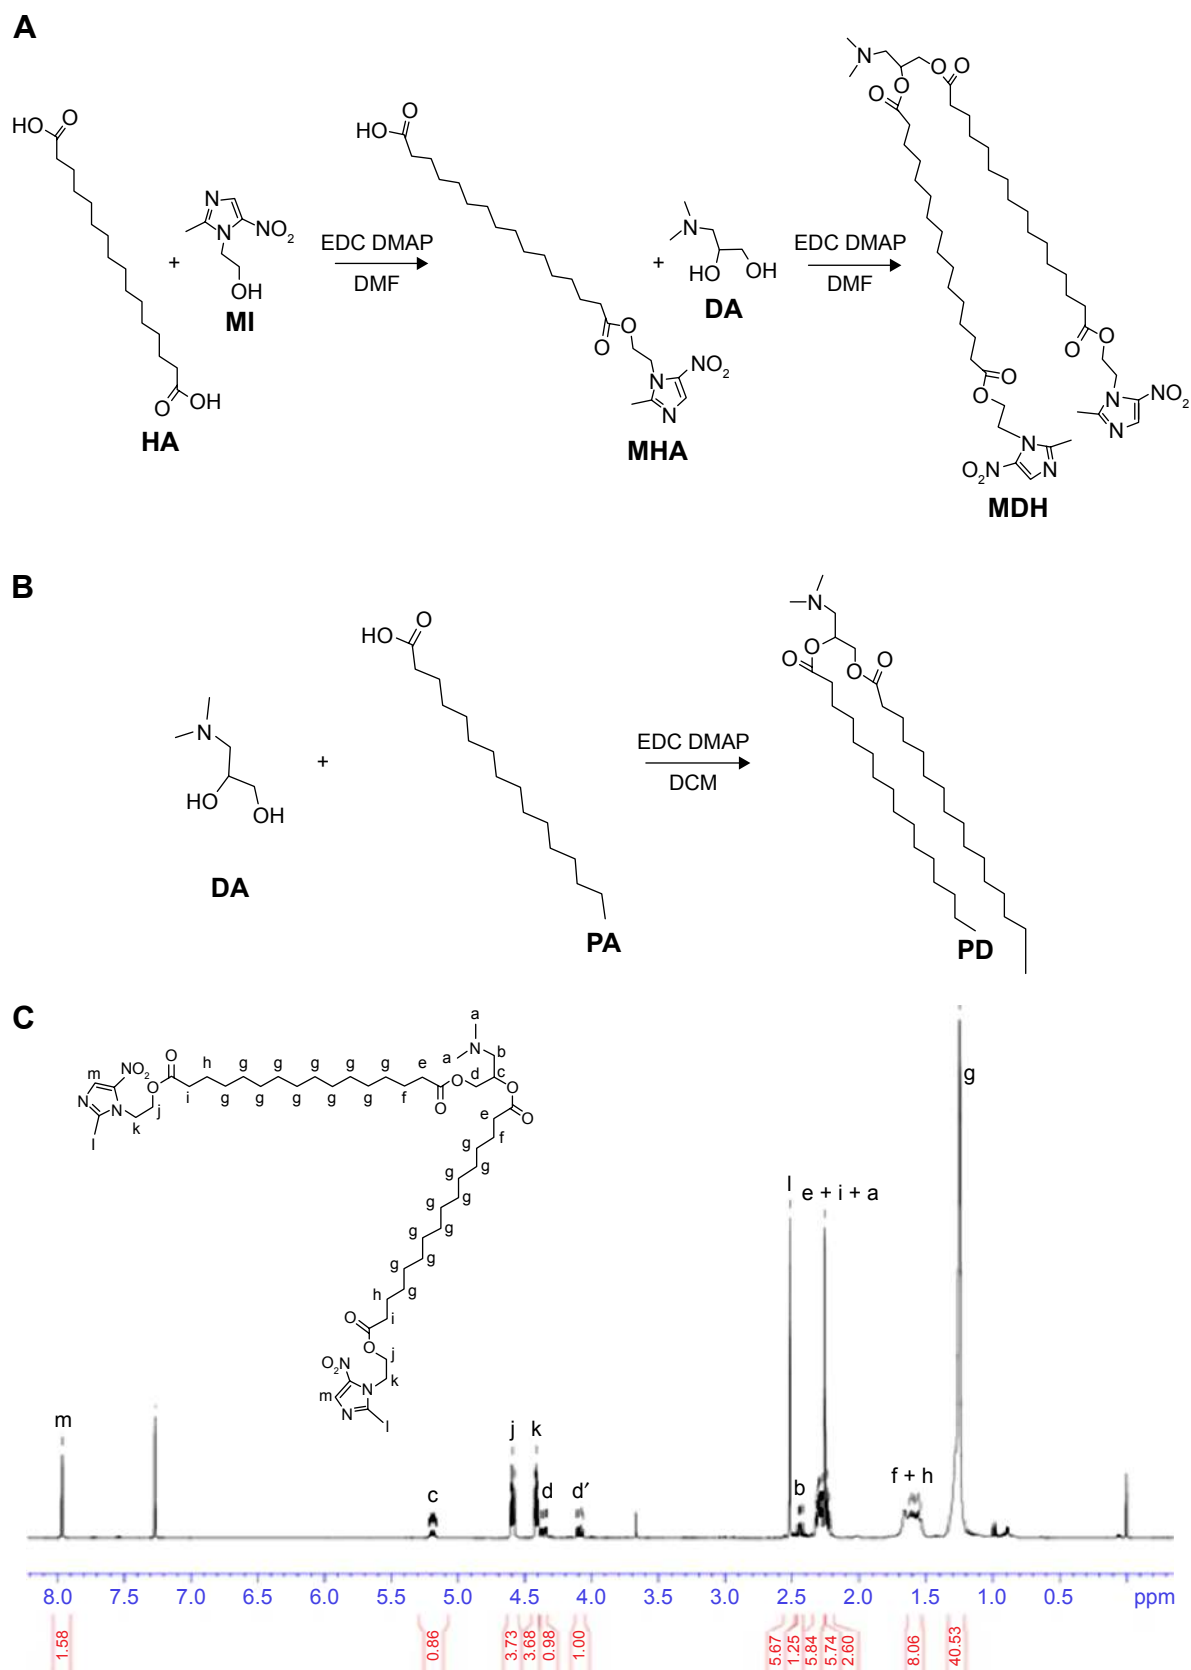 A
HO
O
O
OH
HA
+
N
N
NO2
OH
MI
EDC DMAP
DMF
HO
O
O
O
N
NO2
N
MHA
+
N
HO
OH
DA
EDC DMAP
DMF
N
O
O
O
O
O
O
N
NO2
N
O
O
N
O2N
N
MDH
B
N
HO
OH
DA
+
HO
O
PA
EDC DMAP
DCM
N
O
O
O
O
PD
C
a
a
N
b
c
d
O
O
O
O
e
f
g g g g g g
g g g g g
h
i
O
O
j
k
N
N
NO2
m
l
e
f
g
g
g
g
g
g
g
g
g
g
h
i
O
O
j
k
O2N
N
N
m
l
m
c
j
k
d
d′
l
b
e + i + a
f + h
g
8.0 7.5 7.0 6.5 6.0 5.5 5.0 4.5 4.0 3.5 3.0 2.5 2.0 1.5 1.0 0.5 ppm
1.58 0.86 3.73 3.68 0.98 1.00 5.67 1.25 5.84 5.74 2.60 8.06 40.53